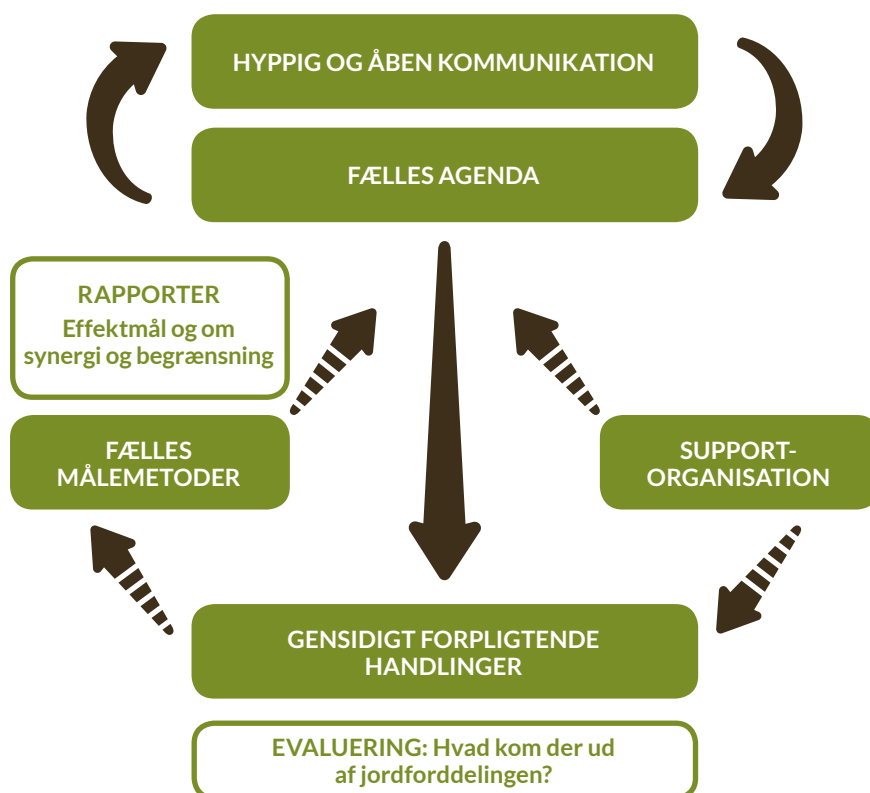 HYPPIG OG ÅBEN KOMMUNIKATION
FÆLLES AGENDA
RAPPORTER
Effektmål og om
synergi og begrænsning
FÆLLES
MÅLEMETODER
SUPPORT-
ORGANISATION
GENSIDIGT FORPLIGTENDE
HANDLINGER
EVALUERING: Hvad kom der ud
af jordforddelingen?